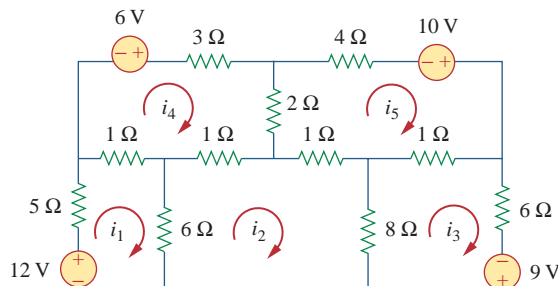 6 V 10 V
3 Ω 4 Ω
− + − +
i4 2 Ω i5
1 Ω 1 Ω 1 Ω 1 Ω
5 Ω 6 Ω
i1 6 Ω i2 8 Ω i3
12 V + − − + 9 V